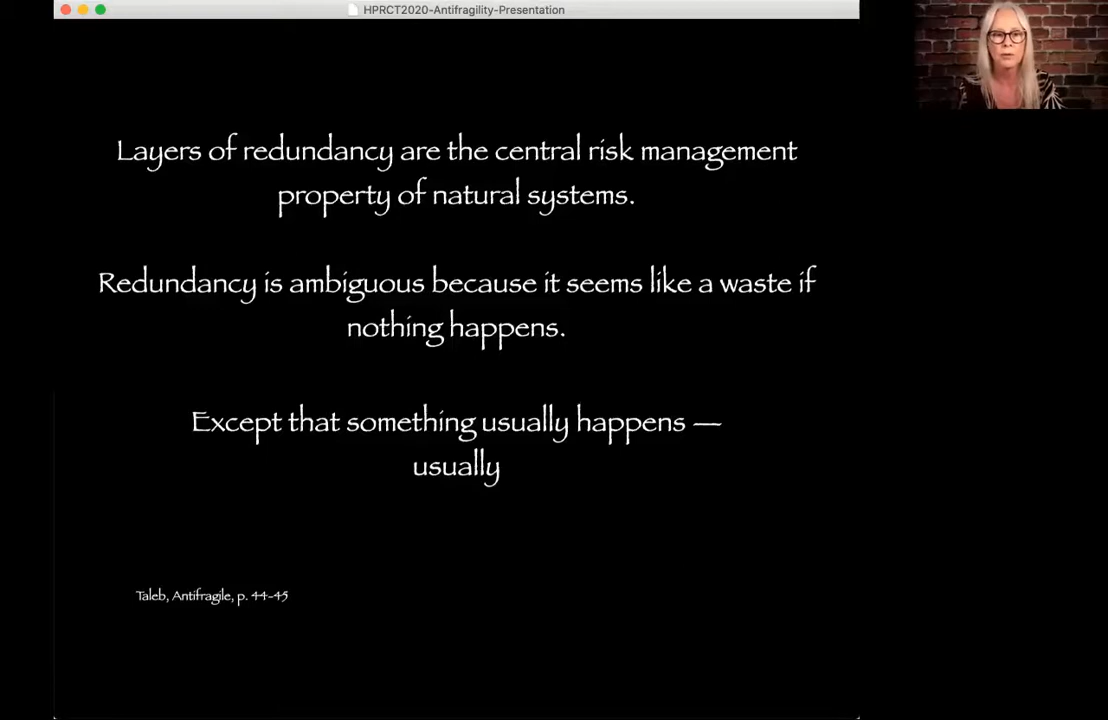 HPRCT2020-Antifragility-Presentation
Layers of redundancy are the central risk management
property of natural systems.
Redundancy is ambiguous because it seems like a waste if
nothing happens.
Except that something usually happens —
usually
Taleb, Antifragile, p. 44-45